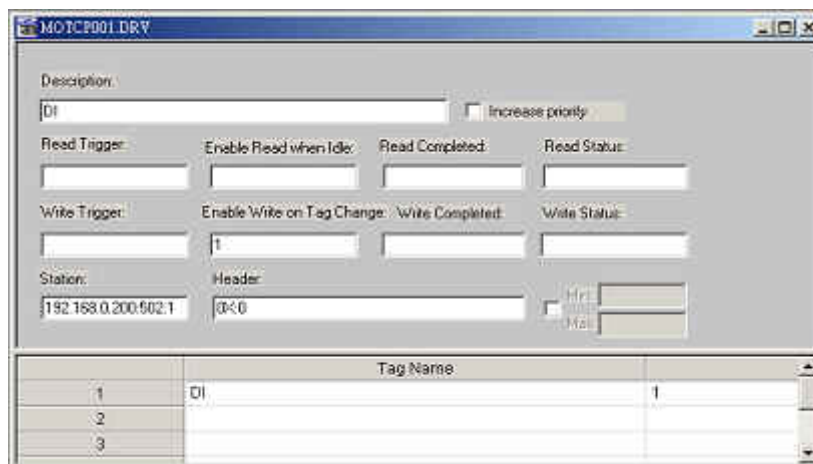 MOTCP001.DRV
Description:
DI
Increase priority
Read Trigger: Enable Read when Idle: Read Completed: Read Status:
Write Trigger: Enable Write on Tag Change: Write Completed: Write Status:
1
Station: Header:
192.168.0.200:502:1 0X:0
Min:
Max:
Tag Name
1 DI 1
2
3